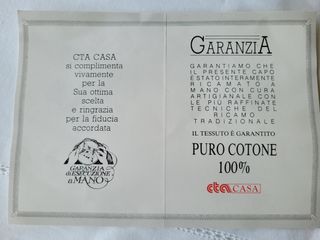 CTA CASA
si complimenta
vivamente
per la
Sua ottima
scelta
e ringrazia
per la fiducia
accordata
GARANZIA
di ESECUZIONE
a MANO
GARANZIA
GARANTIAMO CHE
IL PRESENTE CAPO
È STATO INTERAMENTE
RICAMATO A
MANO CON CURA
ARTIGIANALE CON
LE PIÙ RAFFINATE
TECNICHE DEL
RICAMO
TRADIZIONALE
IL TESSUTO È GARANTITO
PURO COTONE
100%
cta CASA